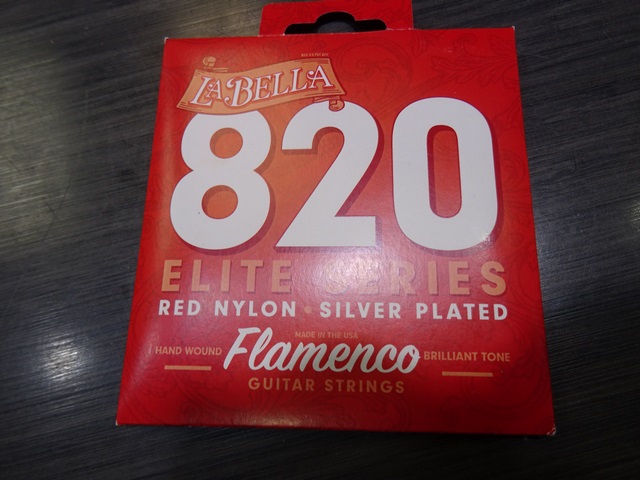 LA BELLA
820
ELITE SERIES
RED NYLON • SILVER PLATED
MADE IN THE USA
HAND WOUND Flamenco BRILLIANT TONE
GUITAR STRINGS